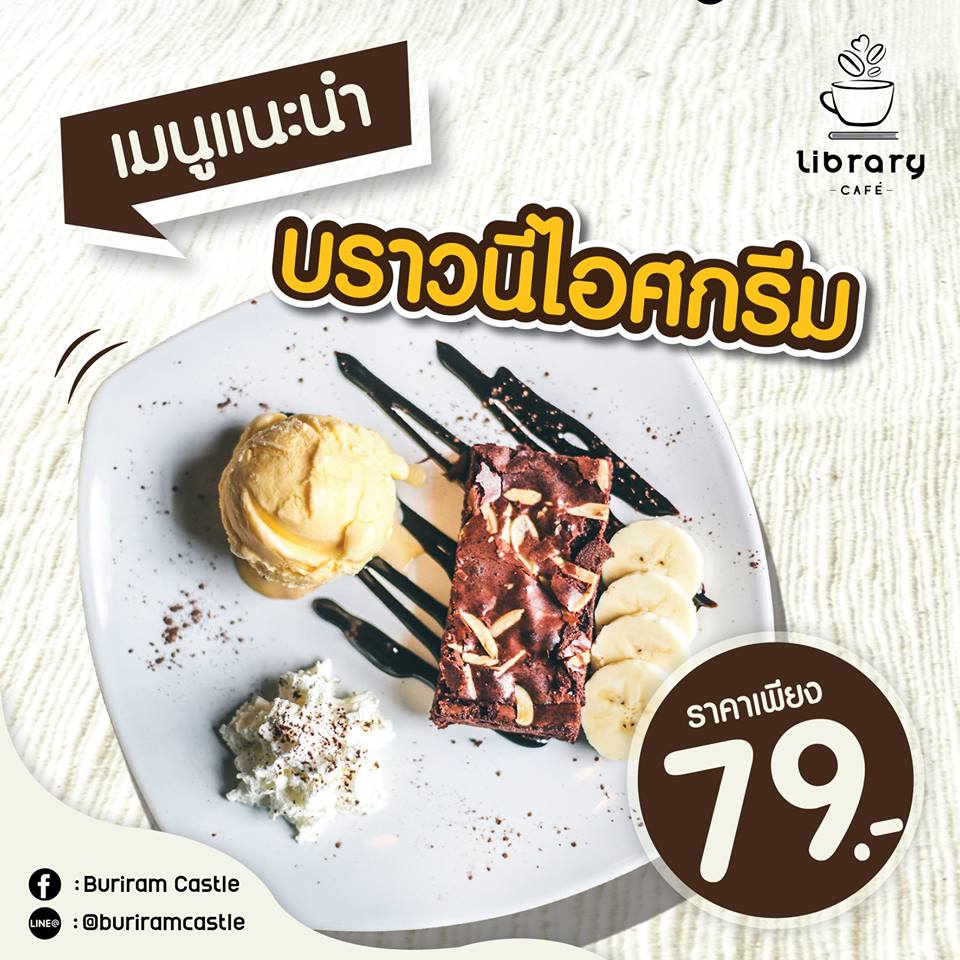 เมนูแนะนำ
Library
-CAFÉ-
บราวนี่ไอศกรีม
ราคาเพียง
79.-
: Buriram Castle
LINE@ : @buriramcastle